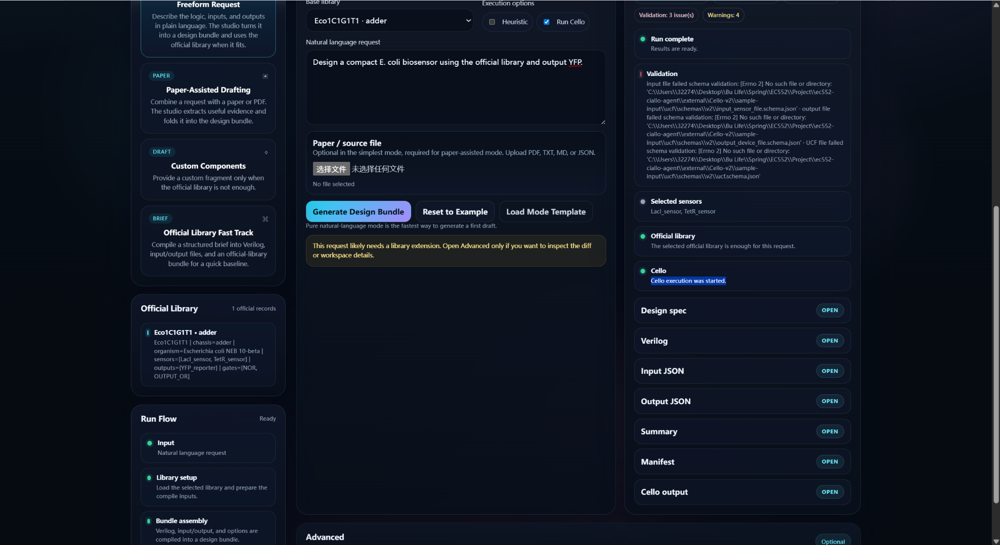 Freeform Request
Describe the logic, inputs, and outputs
in plain language. The studio turns it
into a design bundle and uses the
official library when it fits.
PAPER
Paper-Assisted Drafting
Combine a request with a paper or PDF.
The studio extracts useful evidence and
folds it into the design bundle.
DRAFT
Custom Components
Provide a custom fragment only when
the official library is not enough.
BRIEF
Official Library Fast Track
Compile a structured brief into Verilog,
input/output files, and an official-library
bundle for a quick baseline.
Official Library
1 official records
Eco1C1G1T1 • adder
Eco1C1G1T1 | chassis=adder |
organism=Escherichia coli NEB 10-beta |
sensors=[LacI_sensor, TetR_sensor] |
outputs=[YFP_reporter] | gates=[NOR,
OUTPUT_OR]
Run Flow
Ready
Input
Natural language request
Library setup
Load the selected library and prepare the
compile inputs.
Bundle assembly
Verilog, input/output, and options are
compiled into a design bundle.
Base library
Execution options
Eco1C1G1T1 · adder
Heuristic
Run Cello
Natural language request
Design a compact E. coli biosensor using the official library and output YFP.
Paper / source file
Optional in the simplest mode, required for paper-assisted mode. Upload PDF, TXT, MD, or JSON.
选择文件 未选择任何文件
No file selected
Generate Design Bundle
Reset to Example
Load Mode Template
Pure natural-language mode is the fastest way to generate a first draft.
This request likely needs a library extension. Open Advanced only if you want to inspect the diff
or workspace details.
Advanced
Optional
Validation: 3 issue(s)
Warnings: 4
Run complete
Results are ready.
Validation
input file failed schema validation: [Errno 2] No such file or directory:
'C:\\Users\\32274\\Desktop\\Bu Life\\Spring\\EC552\\Project\\ec552-
ciallo-agent\\external\\Cello-v2\\sample-
input\\ucf\\schemas\\v2\\input_sensor_file.schema.json' · output file
failed schema validation: [Errno 2] No such file or directory:
'C:\\Users\\32274\\Desktop\\Bu Life\\Spring\\EC552\\Project\\ec552-
ciallo-agent\\external\\Cello-v2\\sample-
input\\ucf\\schemas\\v2\\output_device_file.schema.json' · UCF file failed
schema validation: [Errno 2] No such file or directory:
'C:\\Users\\32274\\Desktop\\Bu Life\\Spring\\EC552\\Project\\ec552-
ciallo-agent\\external\\Cello-v2\\sample-
input\\ucf\\schemas\\v2\\ucf.schema.json'
Selected sensors
LacI_sensor, TetR_sensor
Official library
The selected official library is enough for this request.
Cello
Cello execution was started.
Design spec
OPEN
Verilog
OPEN
Input JSON
OPEN
Output JSON
OPEN
Summary
OPEN
Manifest
OPEN
Cello output
OPEN